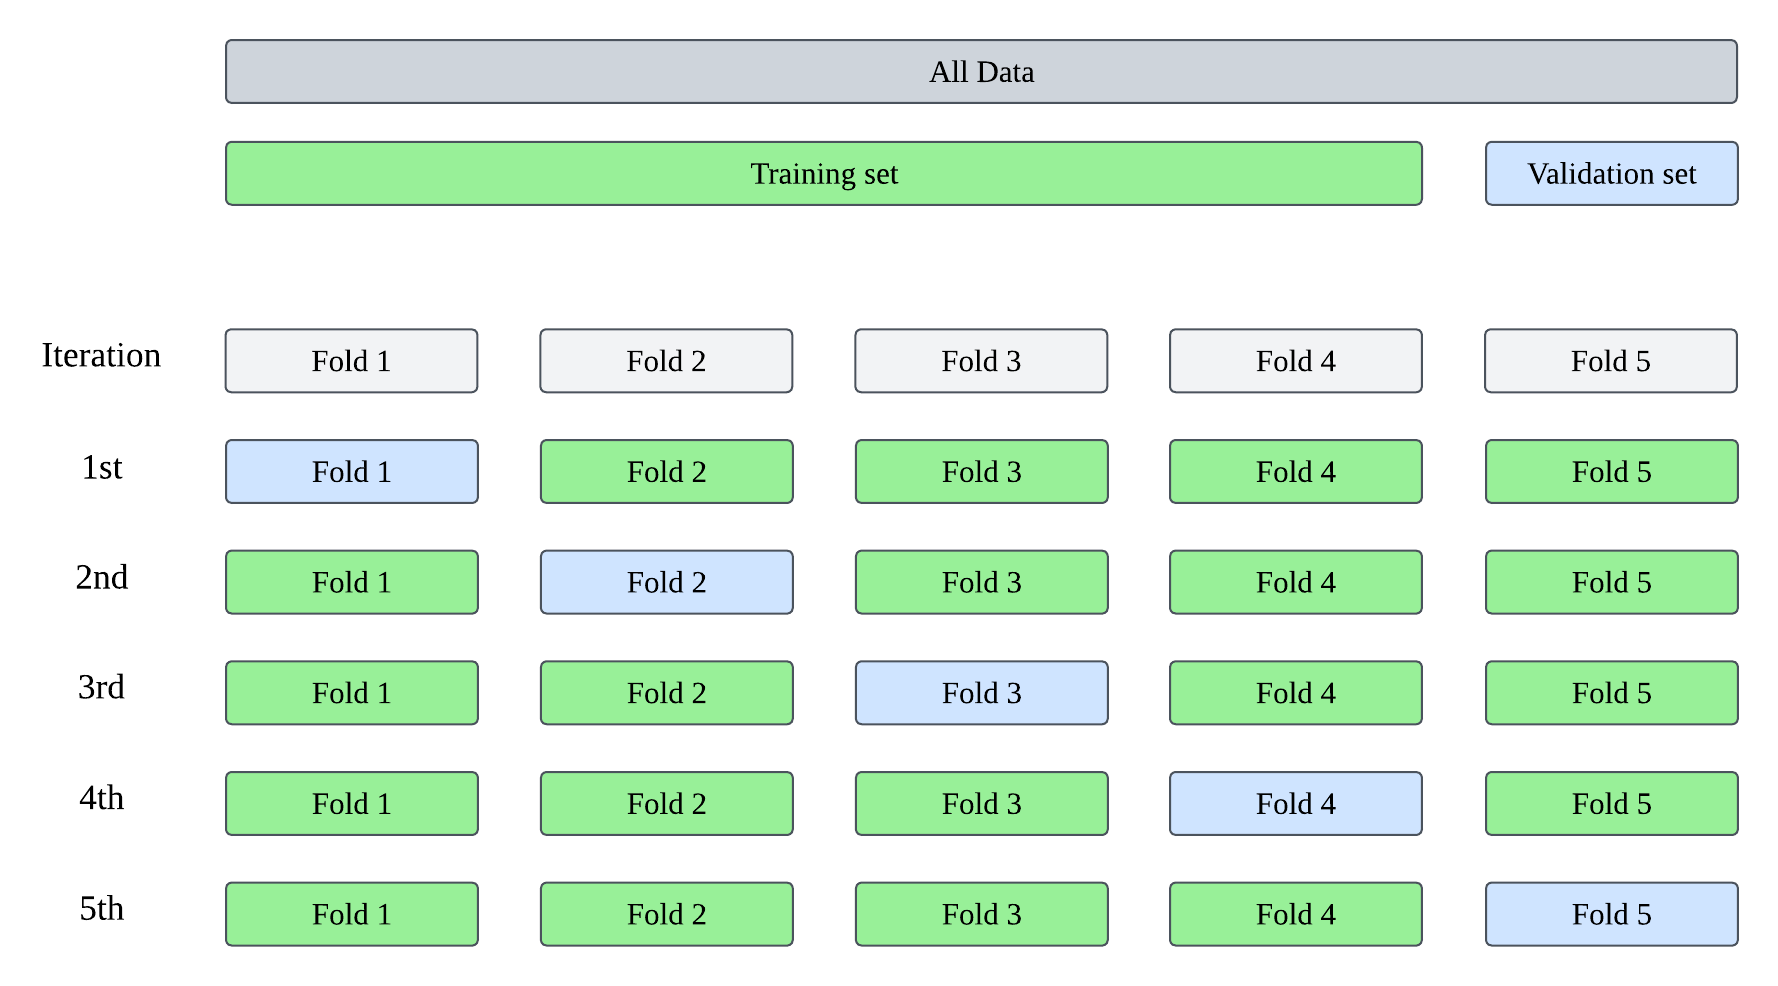 All Data
Training set Validation set
Iteration Fold 1 Fold 2 Fold 3 Fold 4 Fold 5
1st Fold 1 Fold 2 Fold 3 Fold 4 Fold 5
2nd Fold 1 Fold 2 Fold 3 Fold 4 Fold 5
3rd Fold 1 Fold 2 Fold 3 Fold 4 Fold 5
4th Fold 1 Fold 2 Fold 3 Fold 4 Fold 5
5th Fold 1 Fold 2 Fold 3 Fold 4 Fold 5